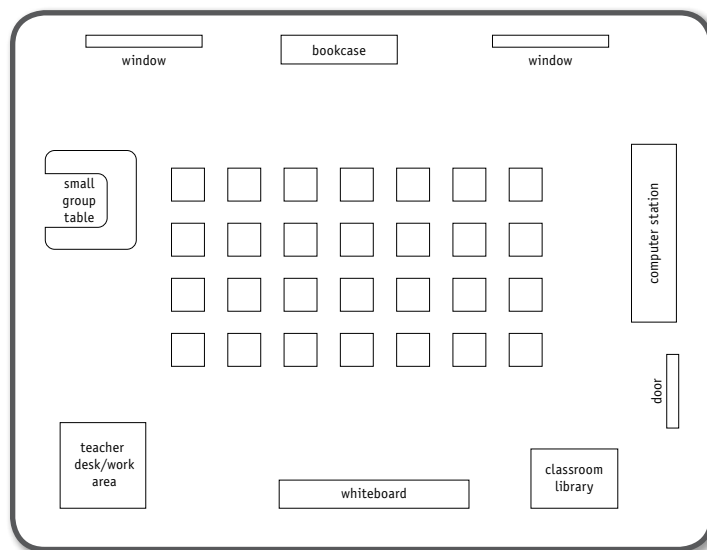 bookcase
window
window
small
group
table
computer station
door
teacher
desk/work
area
classroom
library
whiteboard